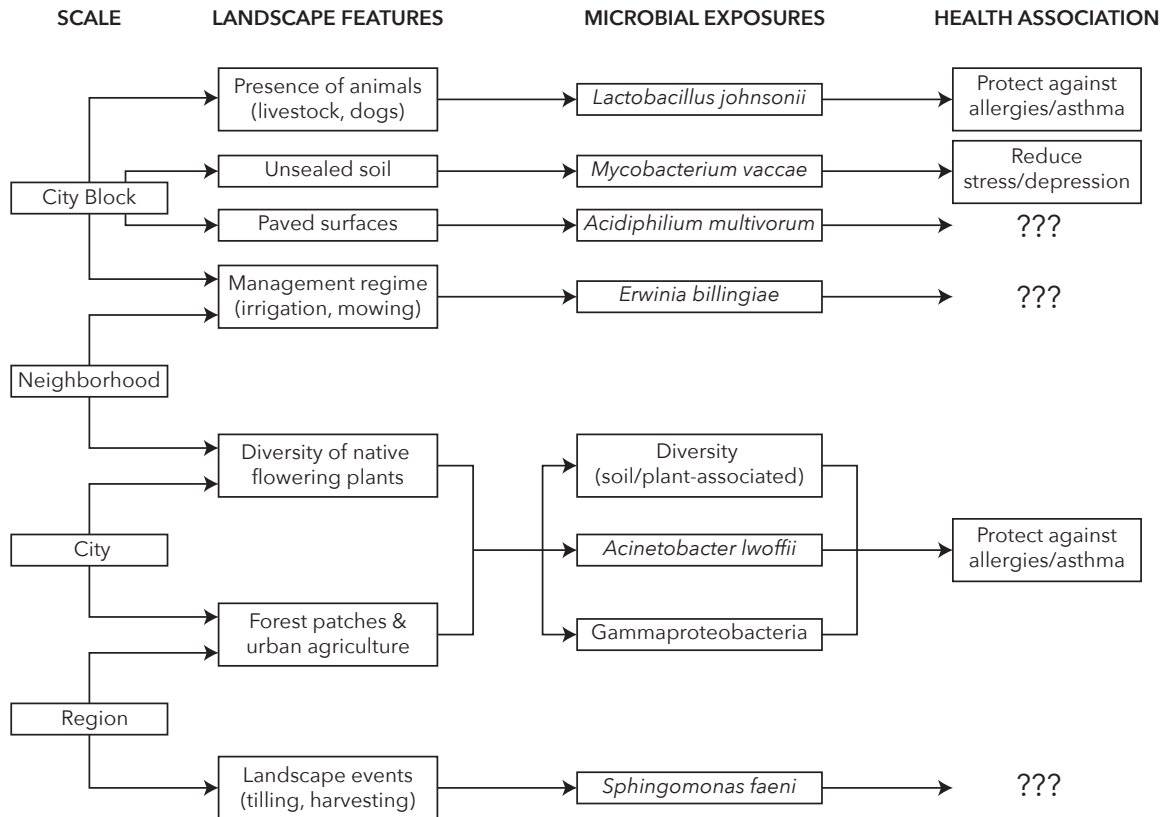 SCALE
LANDSCAPE FEATURES
MICROBIAL EXPOSURES
HEALTH ASSOCIATION
Presence of animals
(livestock, dogs)
Lactobacillus johnsonii
Protect against
allergies/asthma
City Block
Unsealed soil
Mycobacterium vaccae
Reduce
stress/depression
Paved surfaces
Acidiphilium multivorum
???
Management regime
(irrigation, mowing)
Erwinia billingiae
???
Neighborhood
Diversity of native
flowering plants
Diversity
(soil/plant-associated)
City
Acinetobacter lwoffii
Protect against
allergies/asthma
Forest patches &
urban agriculture
Gammaproteobacteria
Region
Landscape events
(tilling, harvesting)
Sphingomonas faeni
???